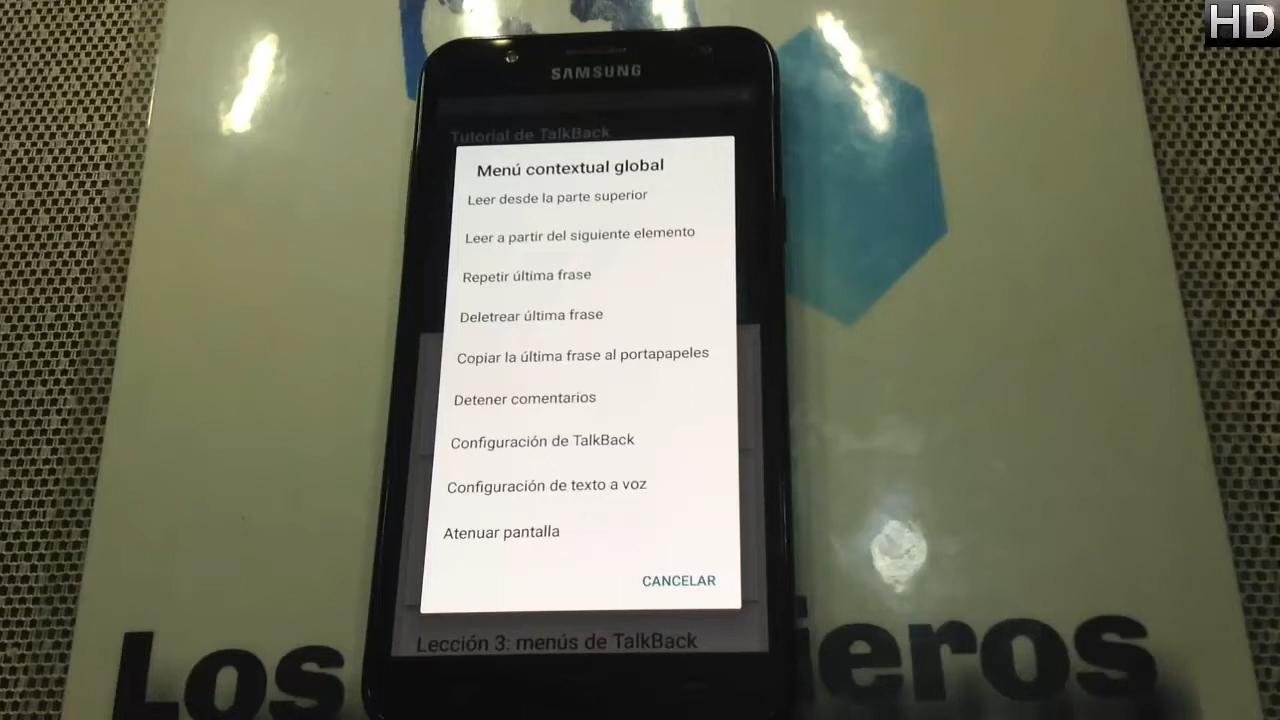 HD
SAMSUNG
Tutorial de TalkBack
Menú contextual global
Leer desde la parte superior
Leer a partir del siguiente elemento
Repetir última frase
Deletrear última frase
Copiar la última frase al portapapeles
Detener comentarios
Configuración de TalkBack
Configuración de texto a voz
Atenuar pantalla
CANCELAR
Lección 3: menús de TalkBack
Los